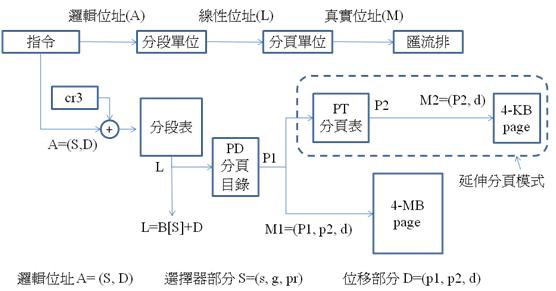 邏輯位址(A)
線性位址(L)
真實位址(M)
指令
分段單位
分頁單位
匯流排
cr3
+
A=(S,D)
分段表
L
L=B[S]+D
PD
分頁
目錄
P1
PT
分頁表
P2
M2=(P2, d)
4-KB
page
延伸分頁模式
M1=(P1, p2, d)
4-MB
page
邏輯位址A= (S, D)
選擇器部分 S=(s, g, pr)
位移部分 D=(p1, p2, d)